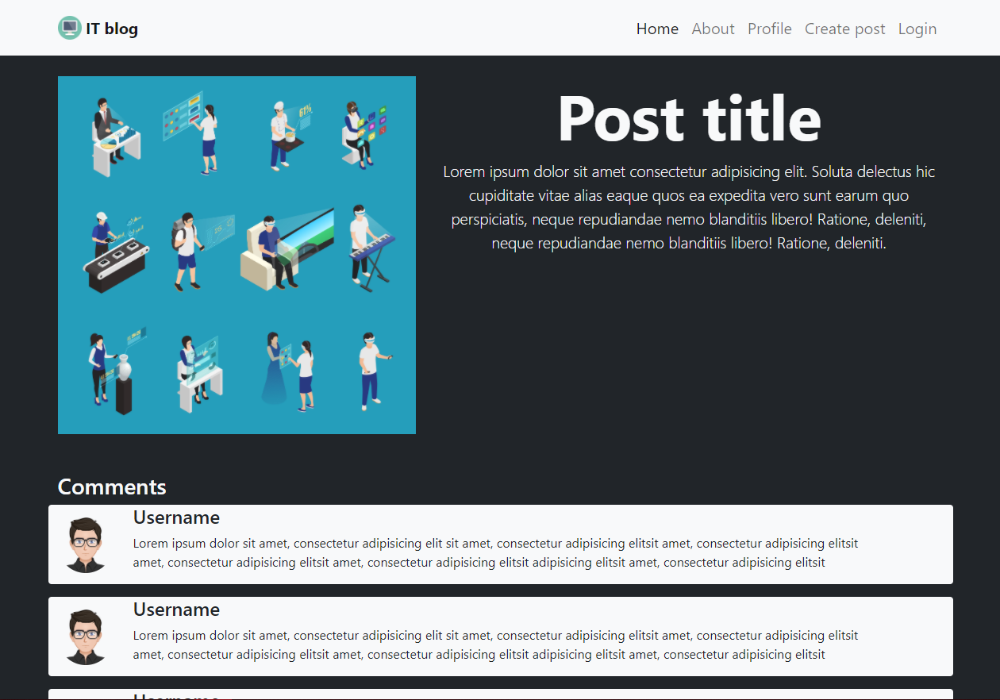 IT blog
Home About Profile Create post Login
61%
Post title
Lorem ipsum dolor sit amet consectetur adipisicing elit. Soluta delectus hic
cupiditate vitae alias eaque quos ea expedita vero sunt earum quo
perspiciatis, neque repudiandae nemo blanditiis libero! Ratione, deleniti,
neque repudiandae nemo blanditiis libero! Ratione, deleniti.
Comments
Username
Lorem ipsum dolor sit amet, consectetur adipisicing elit sit amet, consectetur adipisicing elitsit amet, consectetur adipisicing elitsit
amet, consectetur adipisicing elitsit amet, consectetur adipisicing elitsit adipisicing elitsit amet, consectetur adipisicing elitsit
Username
Lorem ipsum dolor sit amet, consectetur adipisicing elit sit amet, consectetur adipisicing elitsit amet, consectetur adipisicing elitsit
amet, consectetur adipisicing elitsit amet, consectetur adipisicing elitsit adipisicing elitsit amet, consectetur adipisicing elitsit